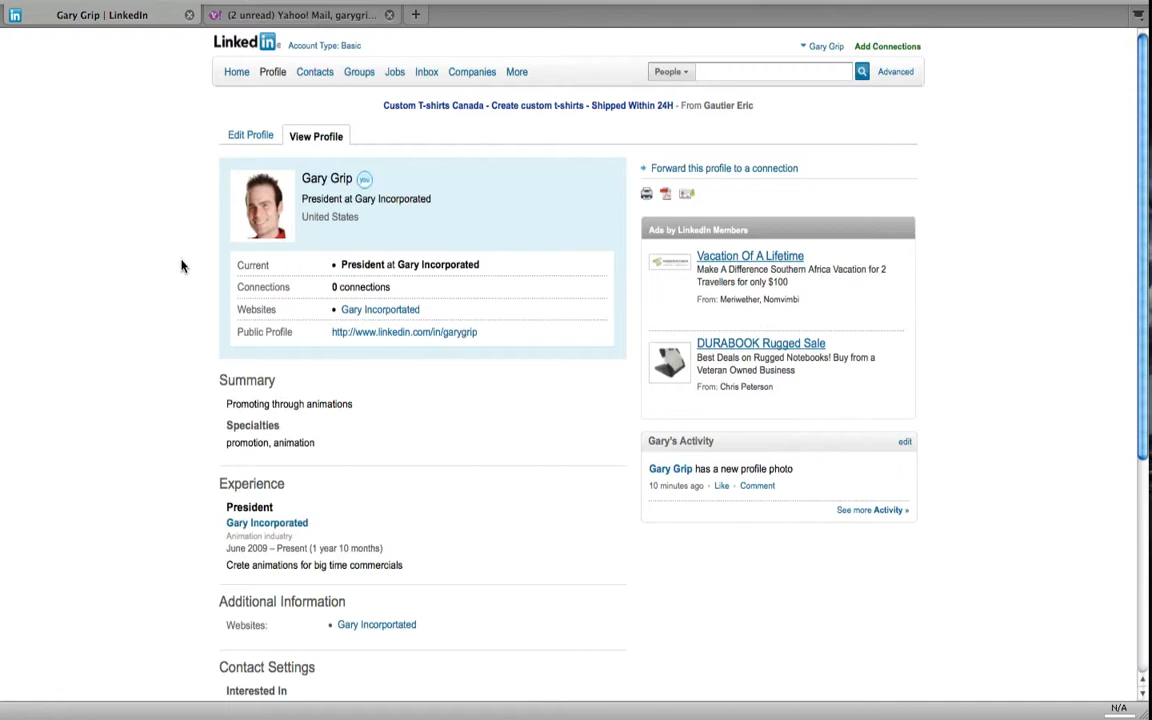 Gary Grip | LinkedIn
(2 unread) Yahoo! Mail, garygri...
Linked in Account Type: Basic
Gary Grip Add Connections
Home Profile Contacts Groups Jobs Inbox Companies More
People Advanced
Custom T-shirts Canada - Create custom t-shirts - Shipped Within 24H - From Gautier Eric
Edit Profile View Profile
Gary Grip you
President at Gary Incorporated
United States
Current • President at Gary Incorporated
Connections 0 connections
Websites • Gary Incortorated
Public Profile http://www.linkedin.com/in/garygrip
Summary
Promoting through animations
Specialties
promotion, animation
Experience
President
Gary Incorporated
Animation industry
June 2009 – Present (1 year 10 months)
Crete animations for big time commercials
Additional Information
Websites: • Gary Incortorated
Contact Settings
Interested In
Forward this profile to a connection
Ads by LinkedIn Members
Vacation Of A Lifetime
Make A Difference Southern Africa Vacation for 2
Travellers for only $100
From: Meriwether, Nomvimbi
DURABOOK Rugged Sale
Best Deals on Rugged Notebooks! Buy from a
Veteran Owned Business
From: Chris Peterson
Gary's Activity edit
Gary Grip has a new profile photo
10 minutes ago • Like • Comment
See more Activity »
N/A